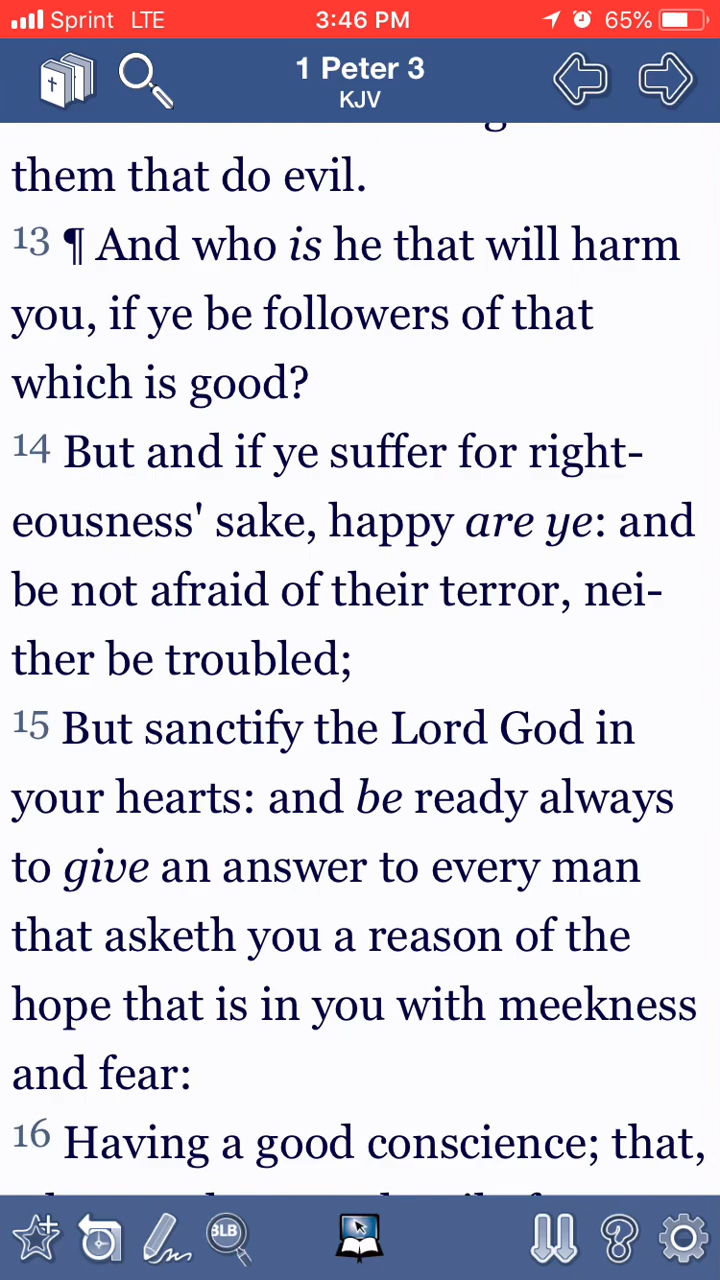 Sprint LTE 3:46 PM 65%
1 Peter 3
KJV
them that do evil.
13 ¶ And who is he that will harm
you, if ye be followers of that
which is good?
14 But and if ye suffer for right-
eousness' sake, happy are ye: and
be not afraid of their terror, nei-
ther be troubled;
15 But sanctify the Lord God in
your hearts: and be ready always
to give an answer to every man
that asketh you a reason of the
hope that is in you with meekness
and fear:
16 Having a good conscience; that,
BLB